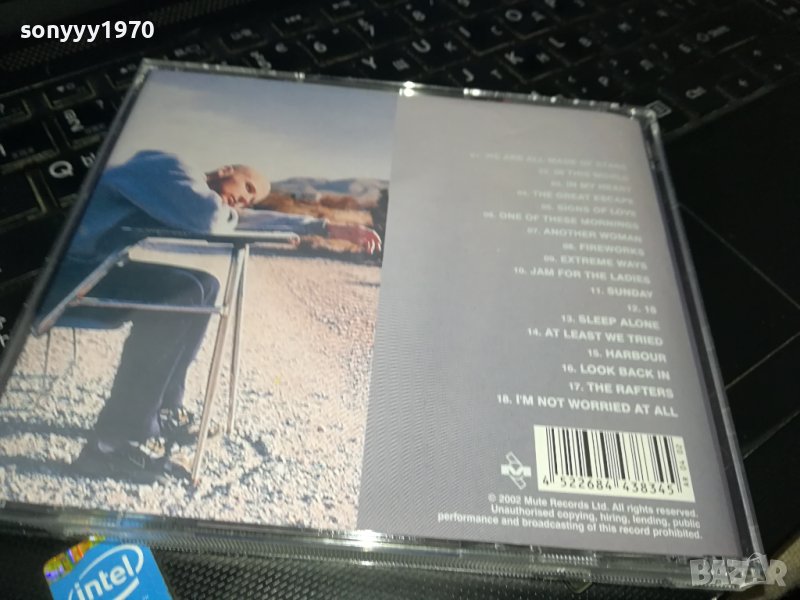 sonyyy1970
01. WE ARE ALL MADE OF STARS
02. IN THIS WORLD
03. IN MY HEART
04. THE GREAT ESCAPE
05. SIGNS OF LOVE
06. ONE OF THESE MORNINGS
07. ANOTHER WOMAN
08. FIREWORKS
09. EXTREME WAYS
10. JAM FOR THE LADIES
11. SUNDAY
12. 18
13. SLEEP ALONE
14. AT LEAST WE TRIED
15. HARBOUR
16. LOOK BACK IN
17. THE RAFTERS
18. I'M NOT WORRIED AT ALL
4 522684 438345
© 2002 Mute Records Ltd. All rights reserved.
Unauthorised copying, hiring, lending, public
performance and broadcasting of this record prohibited.
intel
BAZAR